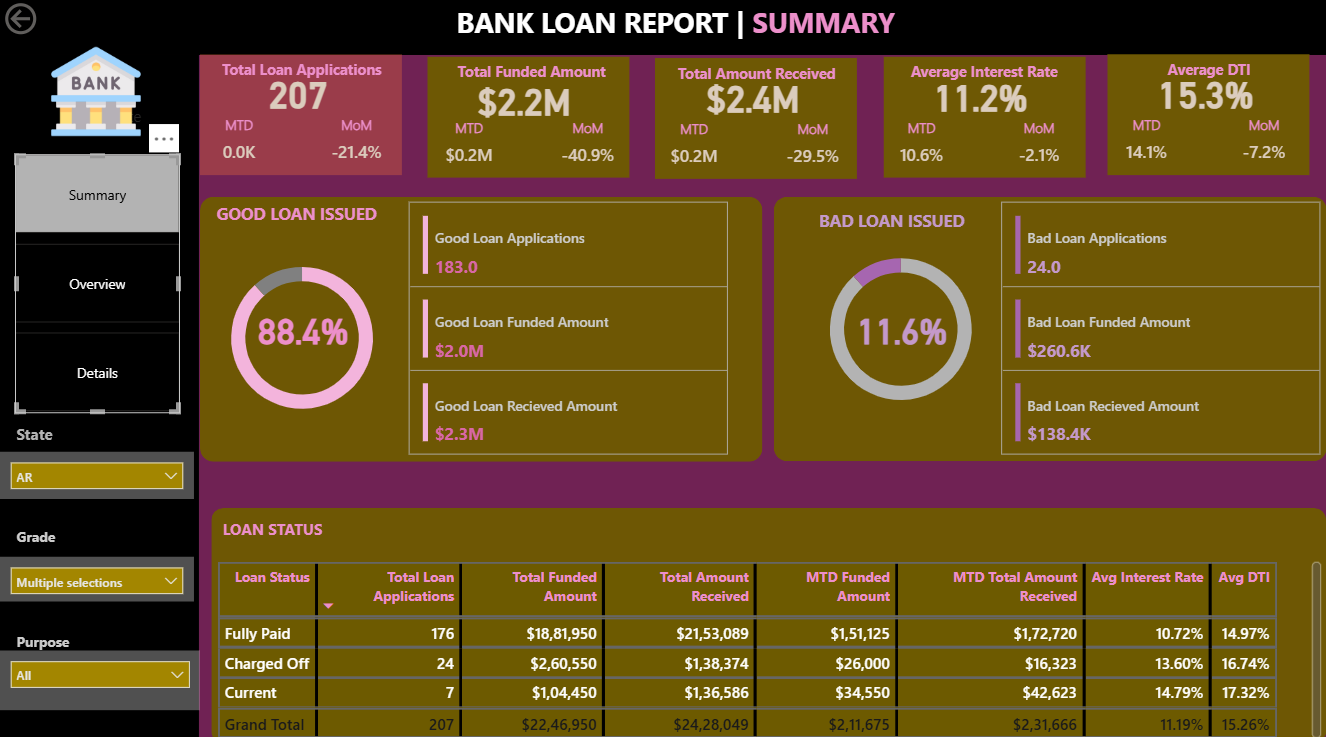 BANK LOAN REPORT | SUMMARY
BANK
Total Loan Applications
207
MTD MoM
0.0K -21.4%
Total Funded Amount
$2.2M
MTD MoM
$0.2M -40.9%
Total Amount Received
$2.4M
MTD MoM
$0.2M -29.5%
Average Interest Rate
11.2%
MTD MoM
10.6% -2.1%
Average DTI
15.3%
MTD MoM
14.1% -7.2%
Summary
Overview
Details
State
AR
Grade
Multiple selections
Purpose
All
GOOD LOAN ISSUED
88.4%
Good Loan Applications
183.0
Good Loan Funded Amount
$2.0M
Good Loan Recieved Amount
$2.3M
BAD LOAN ISSUED
11.6%
Bad Loan Applications
24.0
Bad Loan Funded Amount
$260.6K
Bad Loan Recieved Amount
$138.4K
LOAN STATUS
Loan Status Total Loan Total Funded Total Amount MTD Funded MTD Total Amount Avg Interest Rate Avg DTI
Applications Amount Received Amount Received
Fully Paid 176 $18,81,950 $21,53,089 $1,51,125 $1,72,720 10.72% 14.97%
Charged Off 24 $2,60,550 $1,38,374 $26,000 $16,323 13.60% 16.74%
Current 7 $1,04,450 $1,36,586 $34,550 $42,623 14.79% 17.32%
Grand Total 207 $22,46,950 $24,28,049 $2,11,675 $2,31,666 11.19% 15.26%